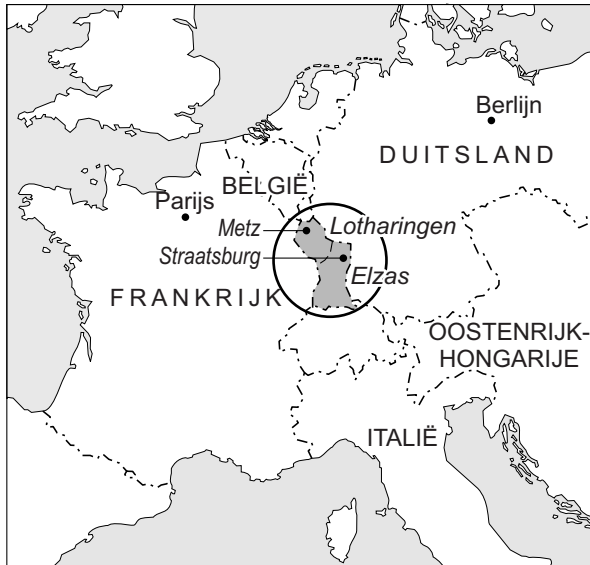 Berlijn
DUITSLAND
BELGIË
Parijs
Metz
Lotharingen
Straatsburg
Elzas
FRANKRIJK
OOSTENRIJK-
HONGARIJE
ITALIË